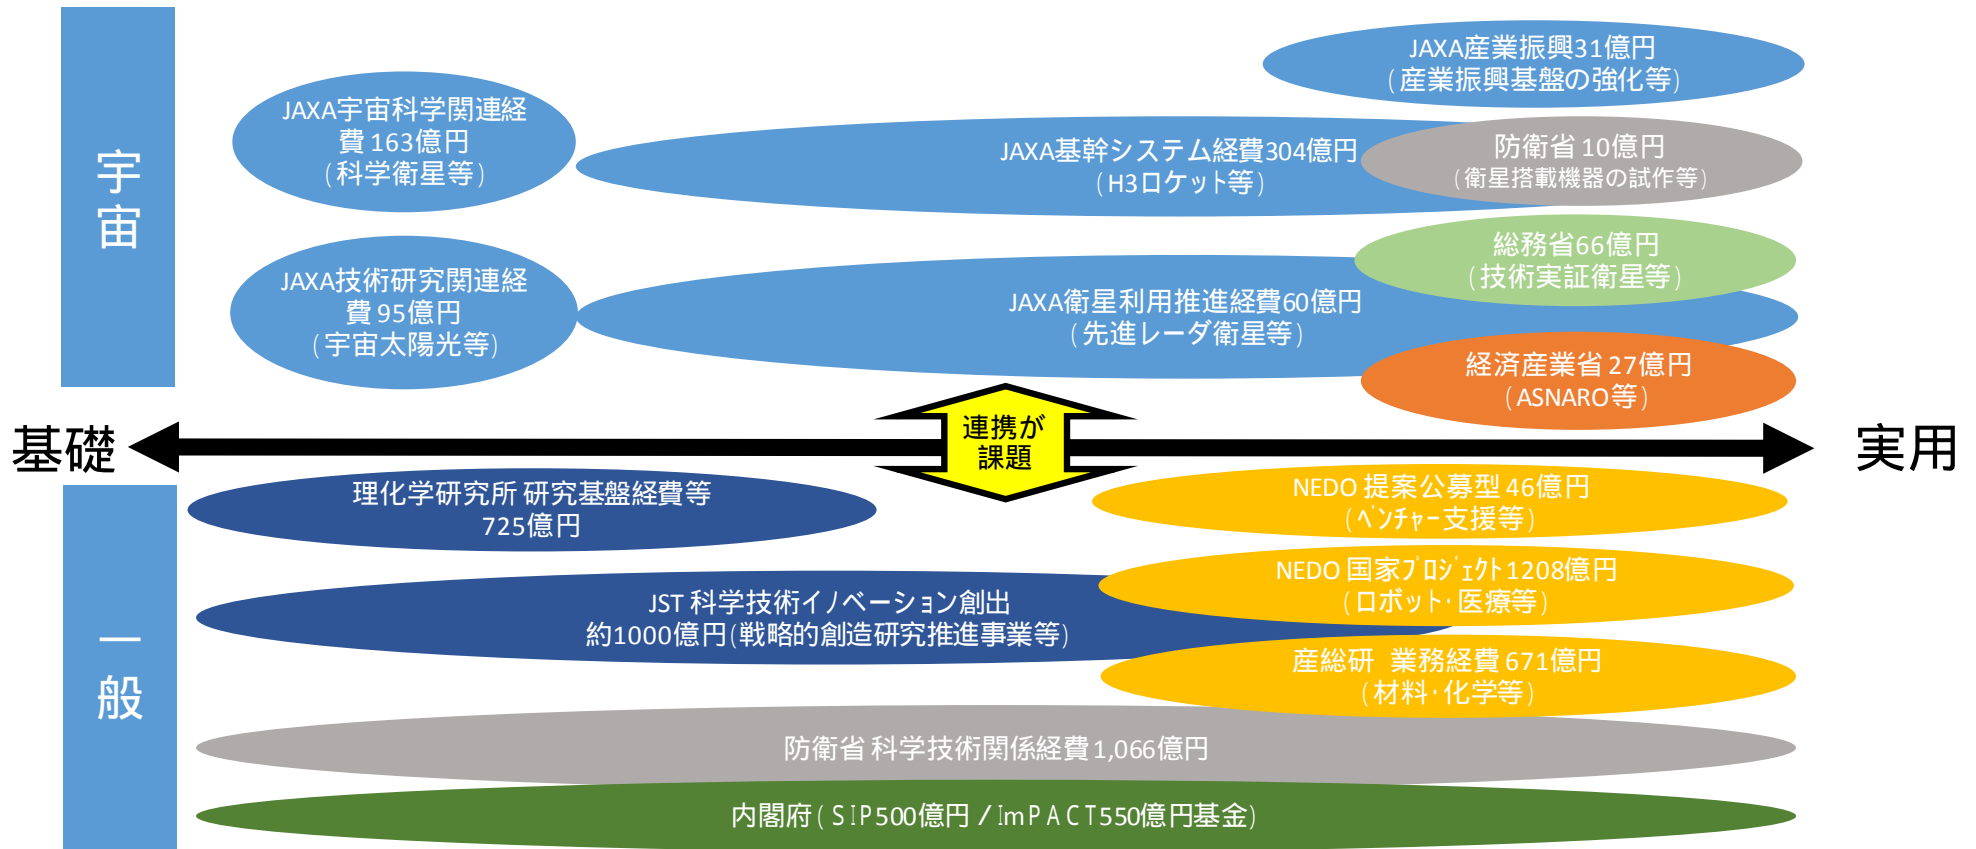 宇宙
JAXA産業振興31億円
(産業振興基盤の強化等)
JAXA宇宙科学関連経
費163億円
(科学衛星等)
JAXA基幹システム経費304億円
(H3ロケット等)
防衛省10億円
(衛星搭載機器の試作等)
総務省66億円
(技術実証衛星等)
JAXA技術研究関連経
費95億円
(宇宙太陽光等)
JAXA衛星利用推進経費60億円
(先進レーダ衛星等)
経済産業省27億円
(ASNARO等)
基礎
連携が
課題
実用
一般
理化学研究所 研究基盤経費等
725億円
NEDO 提案公募型 46億円
(ベンチャー支援等)
NEDO 国家プロジェクト1208億円
(ロボット・医療等)
JST 科学技術イノベーション創出
約1000億円(戦略的創造研究推進事業等)
産総研 業務経費671億円
(材料・化学等)
防衛省 科学技術関係経費1,066億円
内閣府(SIP500億円/ImPACT550億円基金)